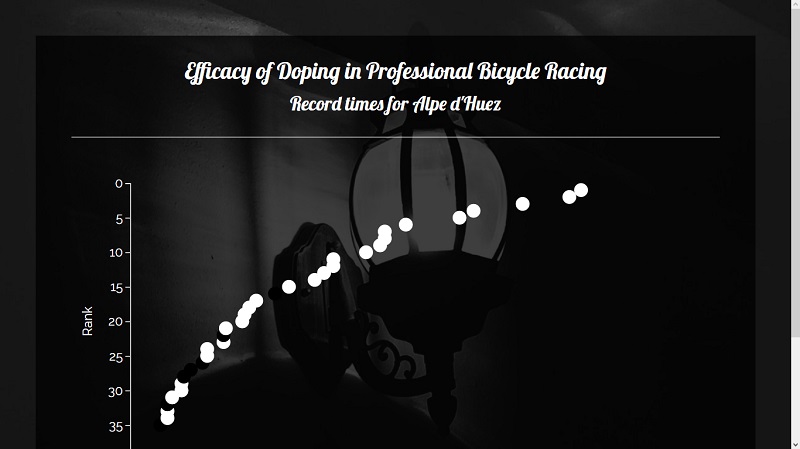 Efficacy of Doping in Professional Bicycle Racing
Record times for Alpe d'Huez
0
5
10
15
Rank
20
25
30
35